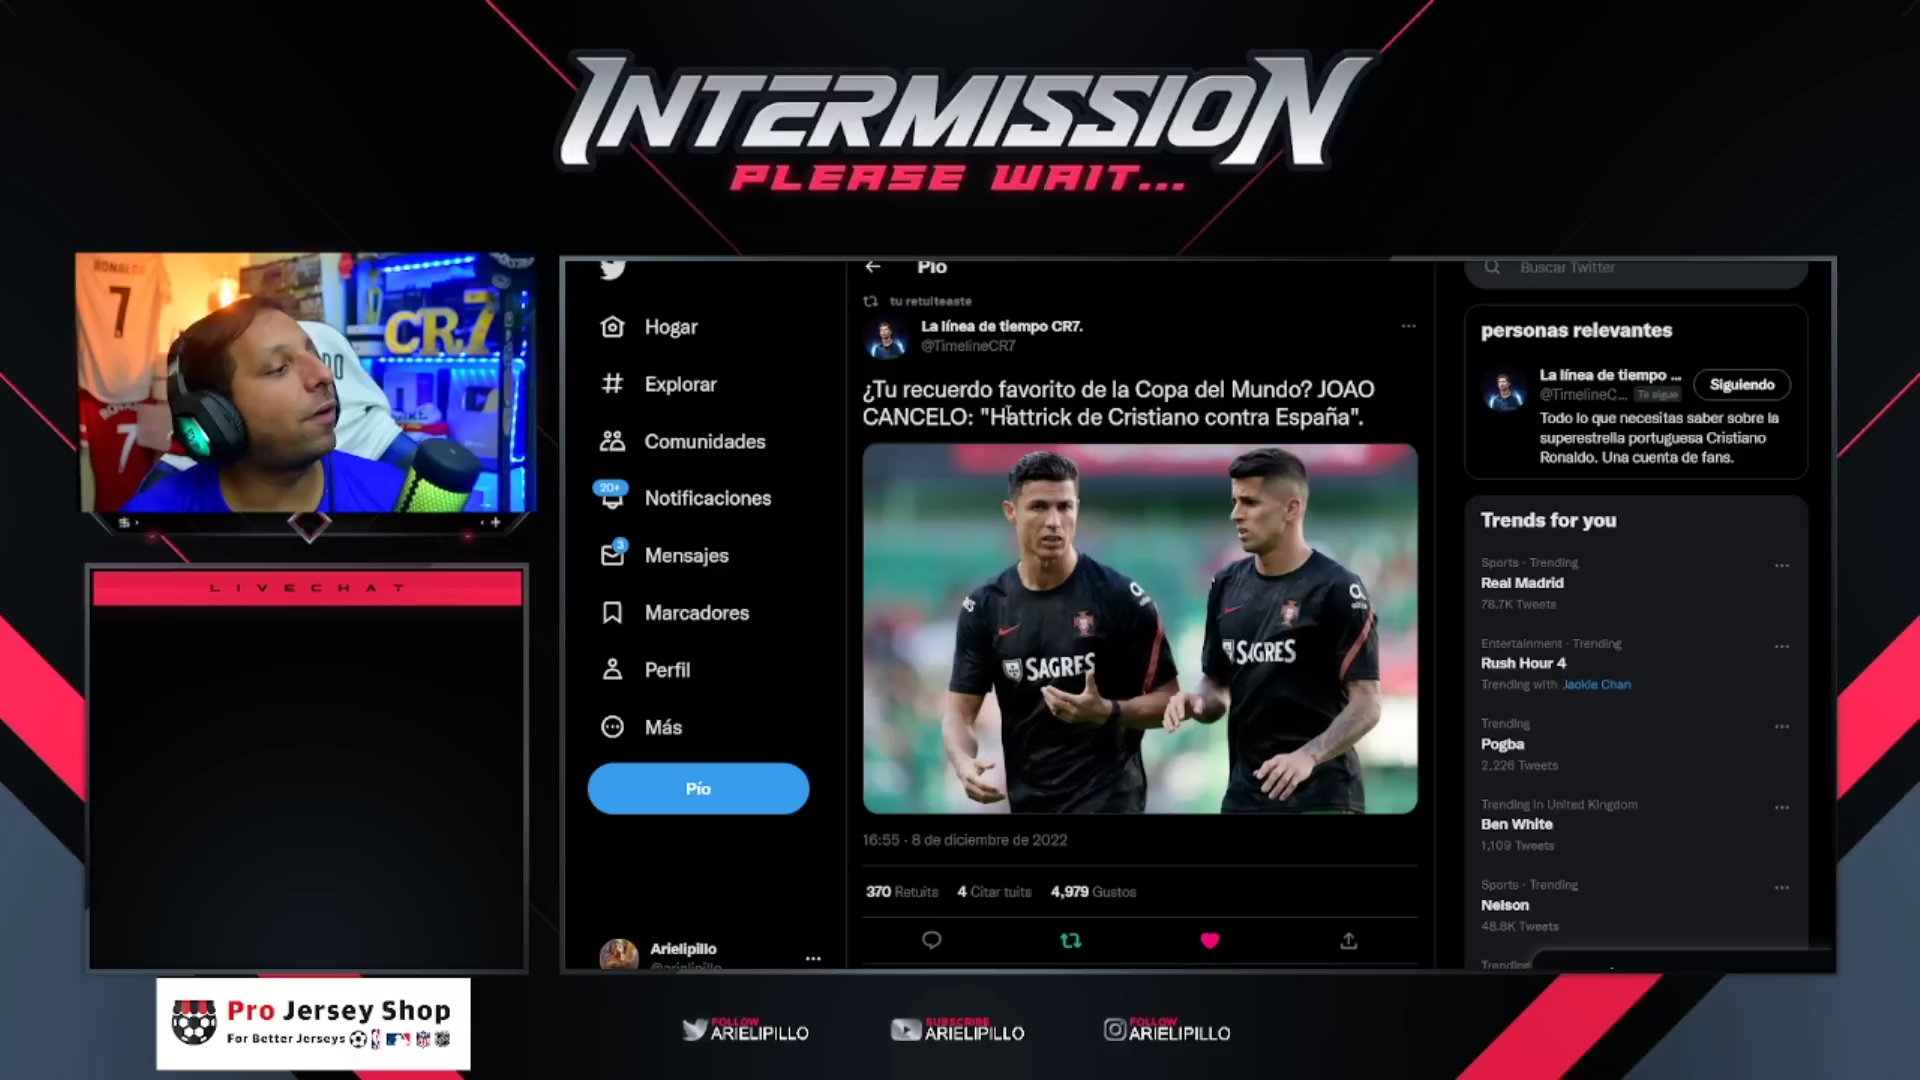 INTERMISSION
PLEASE WAIT...
RONALDO
7
CR7
LIVECHAT
Pro Jersey Shop
For Better Jerseys
Hogar
Explorar
Comunidades
20+
Notificaciones
3
Mensajes
Marcadores
Perfil
Más
Pío
Arielipillo
Pío
tu retuiteaste
La línea de tiempo CR7.
@TimelineCR7
¿Tu recuerdo favorito de la Copa del Mundo? JOAO
CANCELO: "Hattrick de Cristiano contra España".
SAGRES
SAGRES
16:55 · 8 de diciembre de 2022
370 Retuits 4 Citar tuits 4,979 Gustos
Buscar Twitter
personas relevantes
La línea de tiempo ...
@TimelineC... Te sigue
Siguiendo
Todo lo que necesitas saber sobre la
superestrella portuguesa Cristiano
Ronaldo. Una cuenta de fans.
Trends for you
Sports · Trending
Real Madrid
78.7K Tweets
Entertainment · Trending
Rush Hour 4
Trending with Jackie Chan
Trending
Pogba
2,226 Tweets
Trending in United Kingdom
Ben White
1,109 Tweets
Sports · Trending
Nelson
48.8K Tweets
Trending
FOLLOW
ARIELIPILLO
SUBSCRIBE
ARIELIPILLO
FOLLOW
ARIELIPILLO